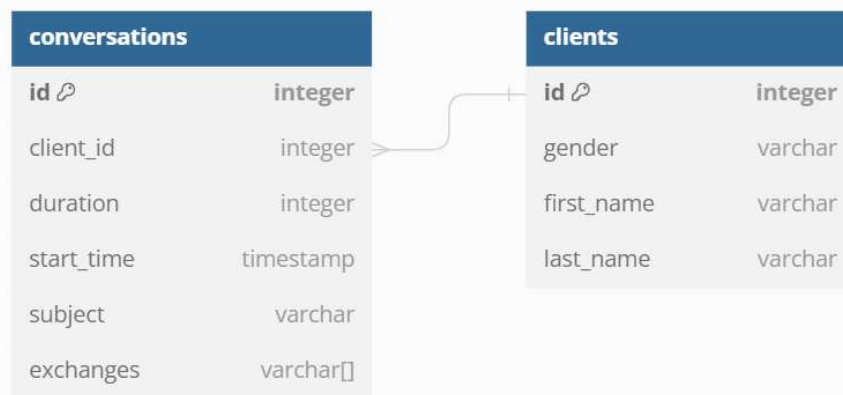 conversations
id integer
client_id integer
duration integer
start_time timestamp
subject varchar
exchanges varchar[]
clients
id integer
gender varchar
first_name varchar
last_name varchar